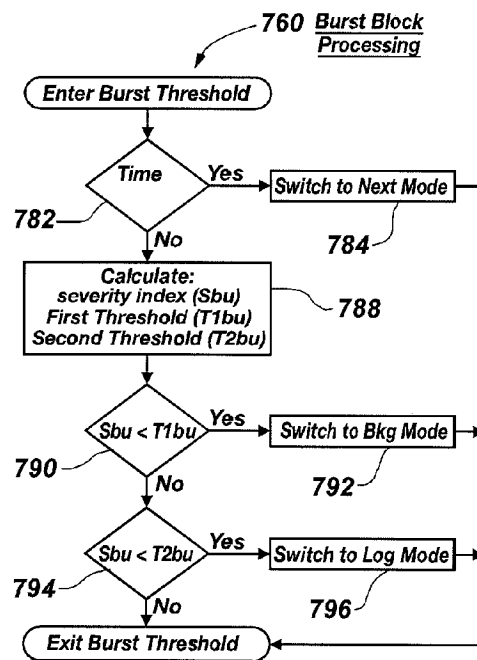 760 Burst Block
Processing
Enter Burst Threshold
Time
Yes
Switch to Next Mode
782
784
No
Calculate:
severity index (Sbu)
First Threshold (T1bu)
Second Threshold (T2bu)
788
Sbu < T1bu
Yes
Switch to Bkg Mode
790
792
No
Sbu < T2bu
Yes
Switch to Log Mode
794
796
No
Exit Burst Threshold